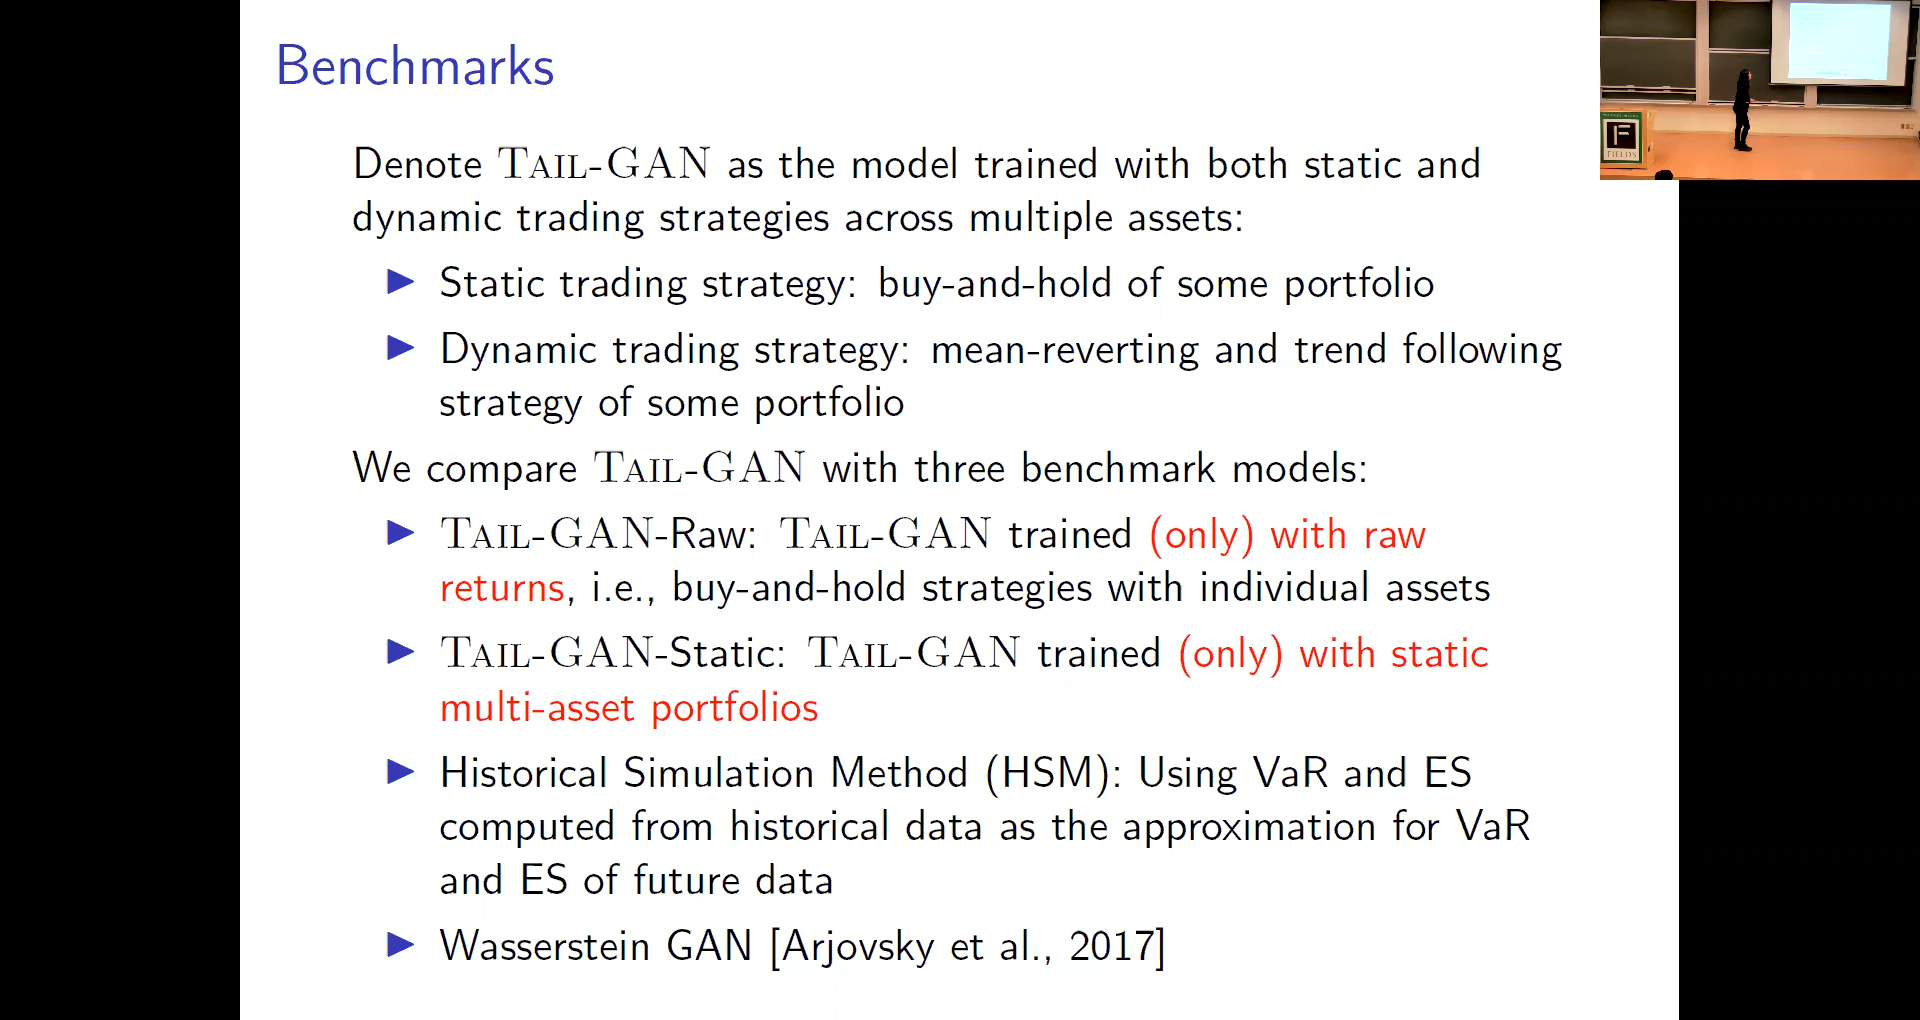 Benchmarks
Denote TAIL-GAN as the model trained with both static and
dynamic trading strategies across multiple assets:
▶ Static trading strategy: buy-and-hold of some portfolio
▶ Dynamic trading strategy: mean-reverting and trend following
strategy of some portfolio
We compare TAIL-GAN with three benchmark models:
▶ TAIL-GAN-Raw: TAIL-GAN trained (only) with raw
returns, i.e., buy-and-hold strategies with individual assets
▶ TAIL-GAN-Static: TAIL-GAN trained (only) with static
multi-asset portfolios
▶ Historical Simulation Method (HSM): Using VaR and ES
computed from historical data as the approximation for VaR
and ES of future data
▶ Wasserstein GAN [Arjovsky et al., 2017]
F
FIELDS